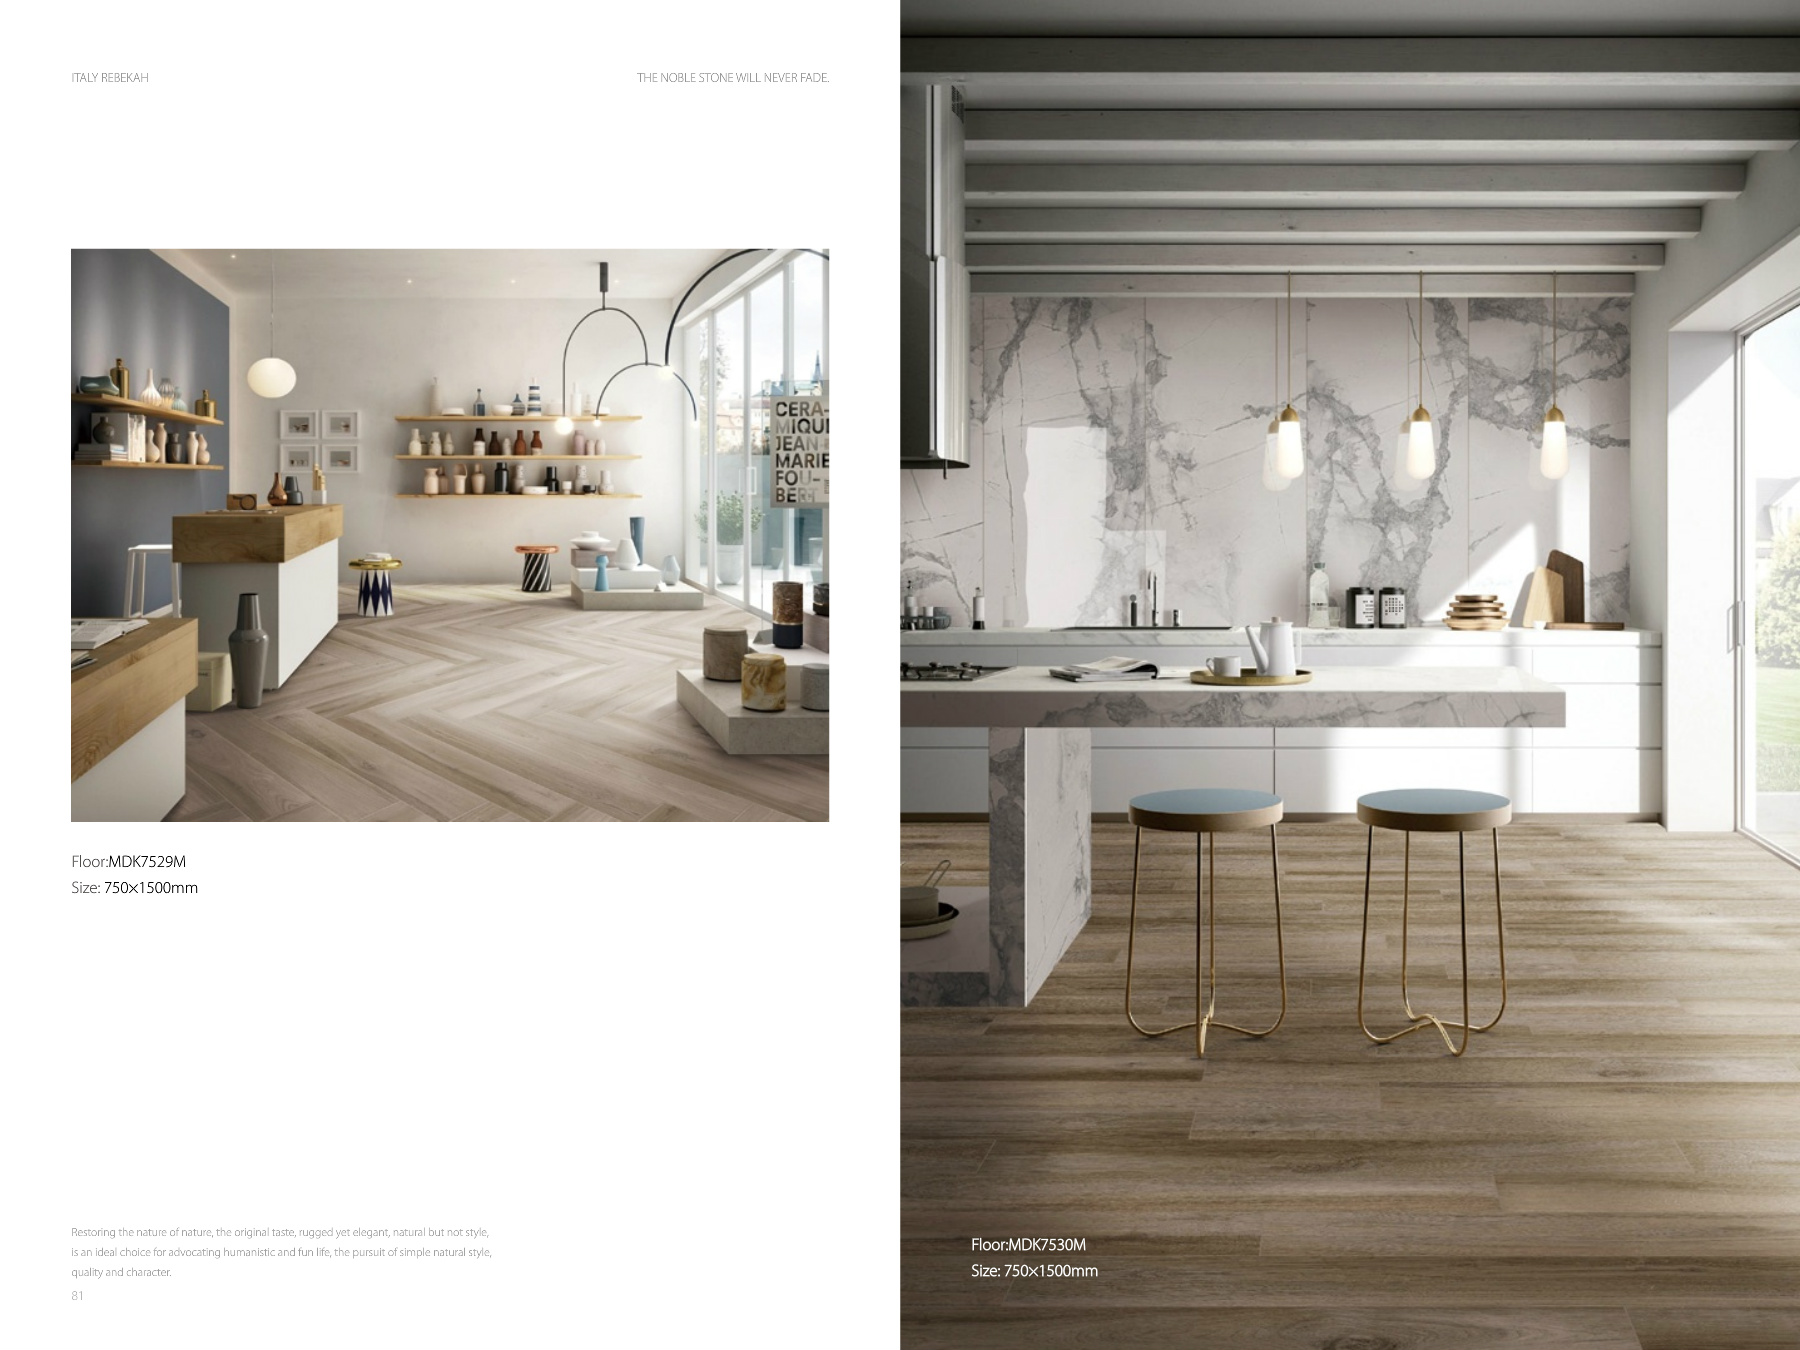 ITALY REBEKAH
THE NOBLE STONE WILL NEVER FADE.
CERA-
MIQUE
JEAN-
MARIE
FOU-
BERT
Floor:MDK7529M
Size: 750×1500mm
Restoring the nature of nature, the original taste, rugged yet elegant, natural but not style,
is an ideal choice for advocating humanistic and fun life, the pursuit of simple natural style,
quality and character.
81
Floor:MDK7530M
Size: 750×1500mm